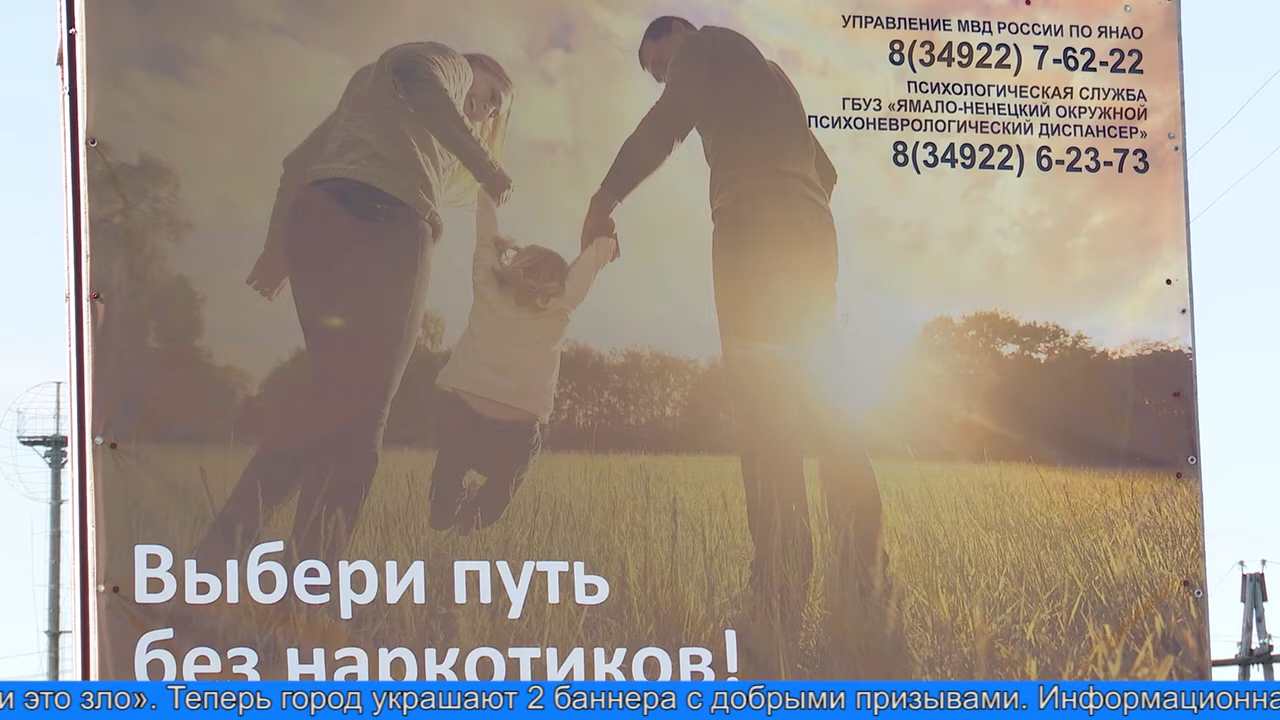 УПРАВЛЕНИЕ МВД РОССИИ ПО ЯНАО
8(34922) 7-62-22
ПСИХОЛОГИЧЕСКАЯ СЛУЖБА
ГБУЗ «ЯМАЛО-НЕНЕЦКИЙ ОКРУЖНОЙ
ПСИХОНЕВРОЛОГИЧЕСКИЙ ДИСПАНСЕР»
8(34922) 6-23-73
Выбери путь
без наркотиков!
и это зло». Теперь город украшают 2 баннера с добрыми призывами. Информационна